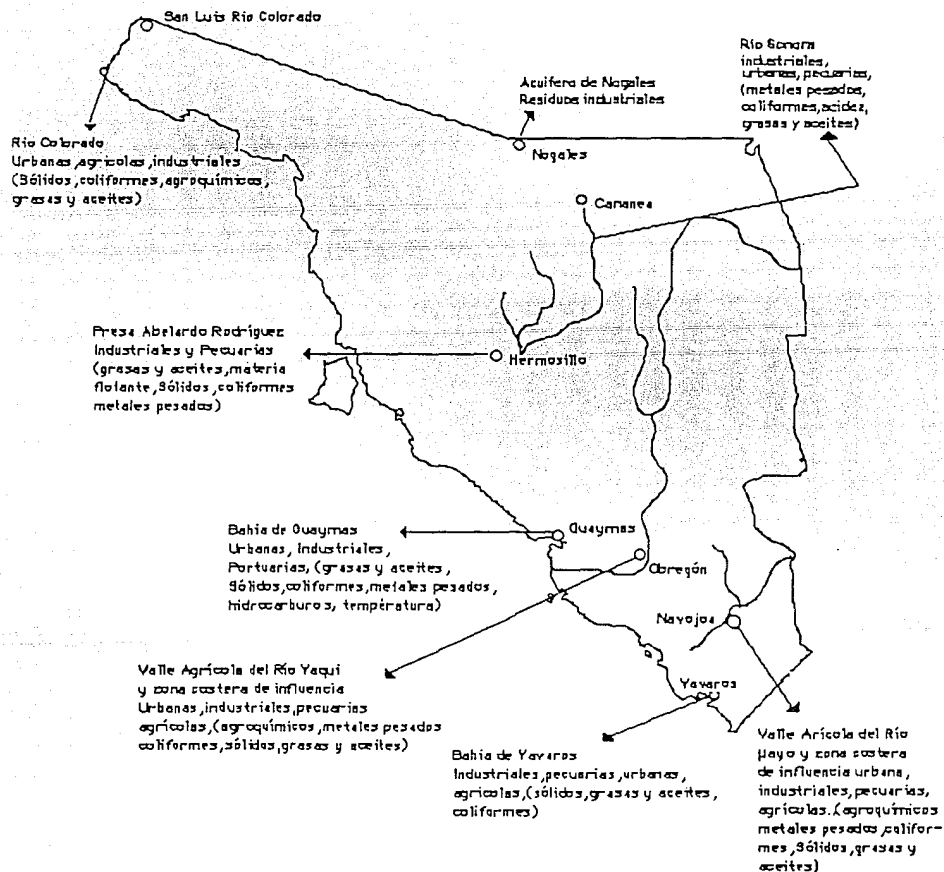 San Luis Río Colorado
Río Sonora
industriales,
urbanas, pecuarias,
(metales pesados,
coliformes, acidez,
grasas y aceites)
Acuífero de Nogales
Residuos industriales
Río Colorado
Urbanas, agrícolas, industriales
(Sólidos, coliformes, agroquímicos,
grasas y aceites)
Nogales
Cananea
Presa Abelardo Rodríguez
Industriales y Pecuarias
(grasas y aceites, materia
flotante, Sólidos, coliformes
metales pesados)
Hermosillo
Bahía de Guaymas
Urbanas, Industriales,
Portuarias, (grasas y aceites,
Sólidos, coliformes, metales pesados,
hidrocarburos, temperatura)
Guaymas
Obregón
Navojoa
Yavaros
Valle Agrícola del Río Yaqui
y zona costera de influencia
Urbanas, industriales, pecuarias
agrícolas, (agroquímicos, metales pesados
coliformes, sólidos, grasas y aceites)
Bahía de Yavaros
Industriales, pecuarias, urbanas,
agrícolas, (sólidos, grasas y aceites,
coliformes)
Valle Arícola del Río
Mayo y zona costera
de influencia urbana,
industriales, pecuarias,
agrículas. (agroquímicos
metales pesados, colifor-
mes, Sólidos, grasas y
aceites)